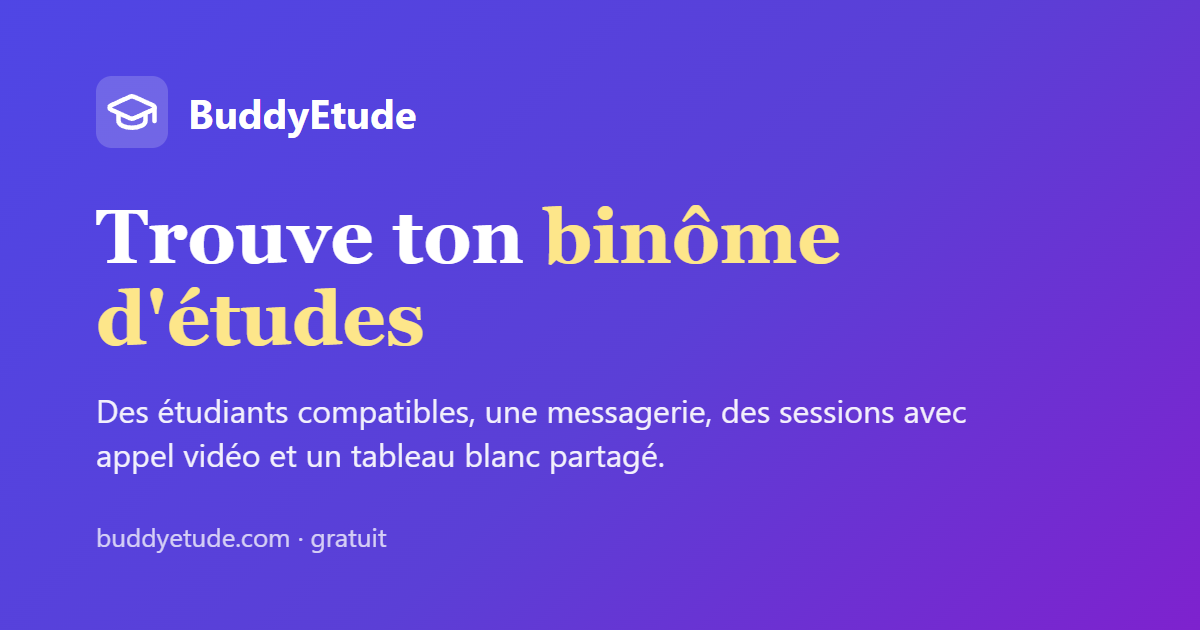 BuddyEtude
Trouve ton binôme
d'études
Des étudiants compatibles, une messagerie, des sessions avec
appel vidéo et un tableau blanc partagé.
buddyetude.com · gratuit